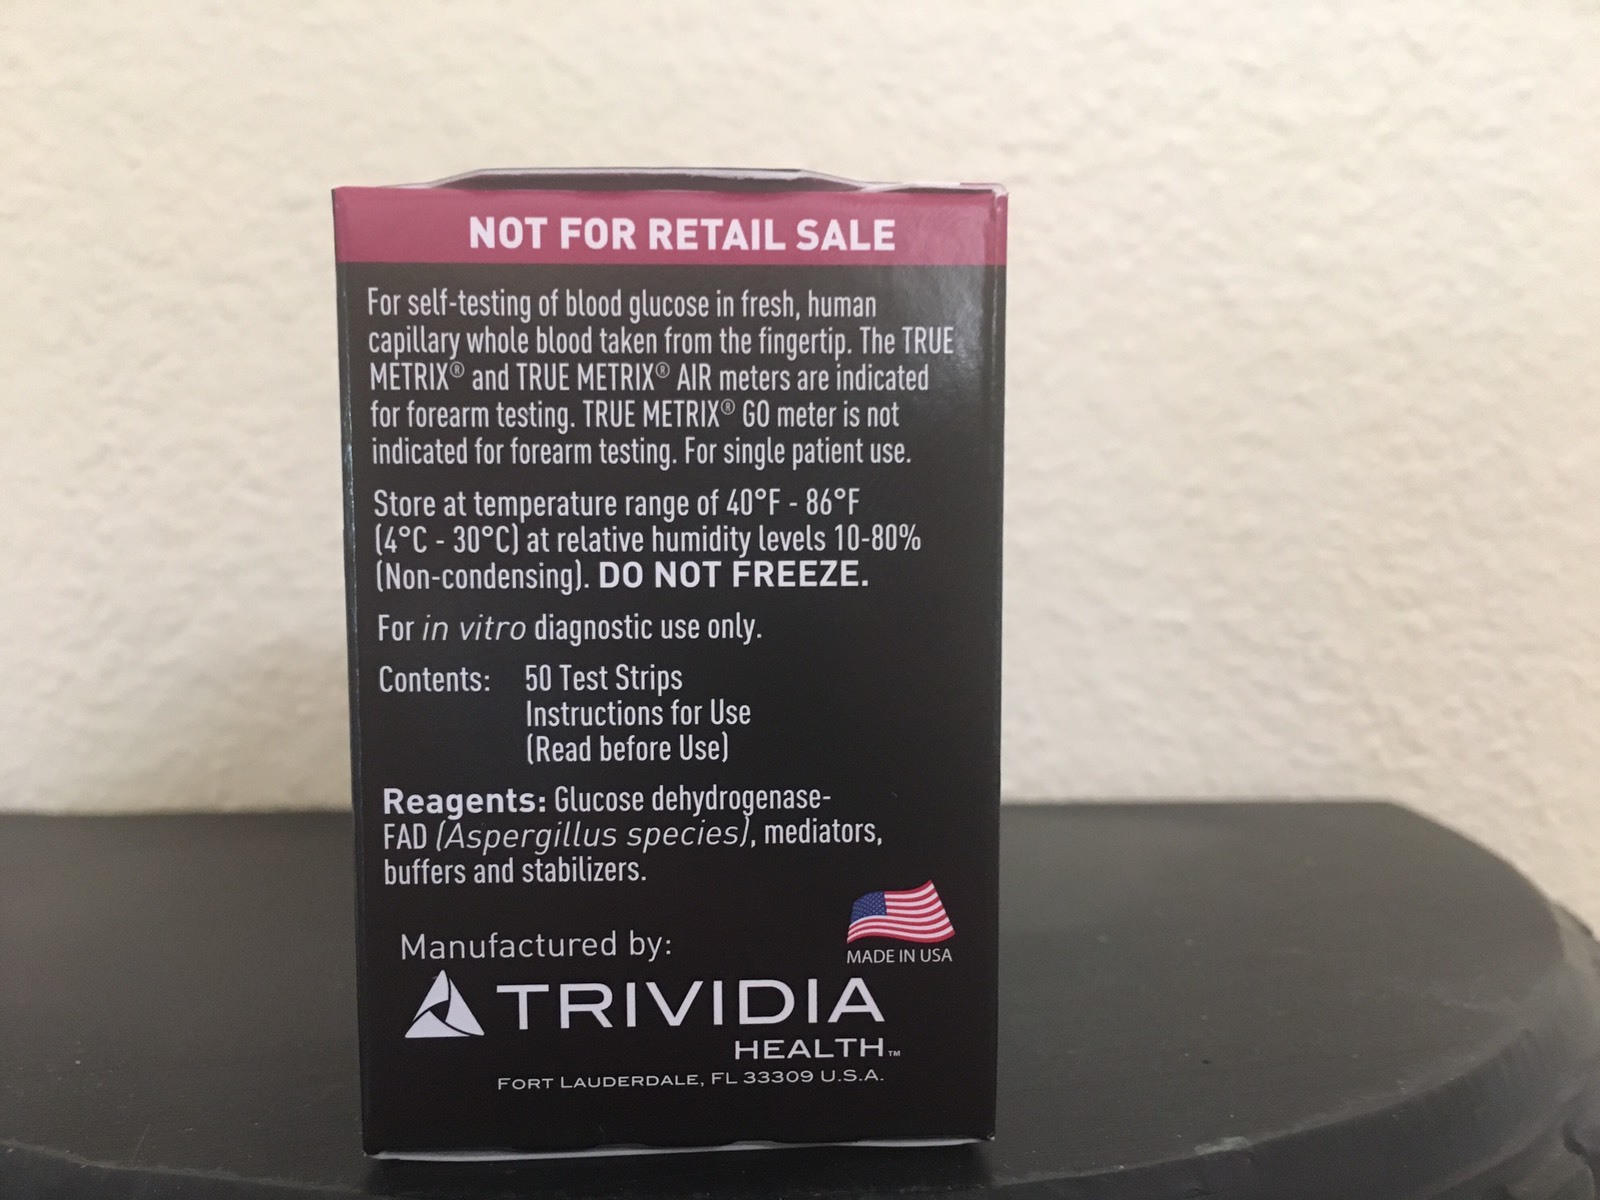 NOT FOR RETAIL SALE
For self-testing of blood glucose in fresh, human
capillary whole blood taken from the fingertip. The TRUE
METRIX® and TRUE METRIX® AIR meters are indicated
for forearm testing. TRUE METRIX® GO meter is not
indicated for forearm testing. For single patient use.
Store at temperature range of 40°F - 86°F
(4°C - 30°C) at relative humidity levels 10-80%
(Non-condensing). DO NOT FREEZE.
For in vitro diagnostic use only.
Contents: 50 Test Strips
Instructions for Use
(Read before Use)
Reagents: Glucose dehydrogenase-
FAD (Aspergillus species), mediators,
buffers and stabilizers.
MADE IN USA
Manufactured by:
TRIVIDIA
HEALTH™
FORT LAUDERDALE, FL 33309 U.S.A.